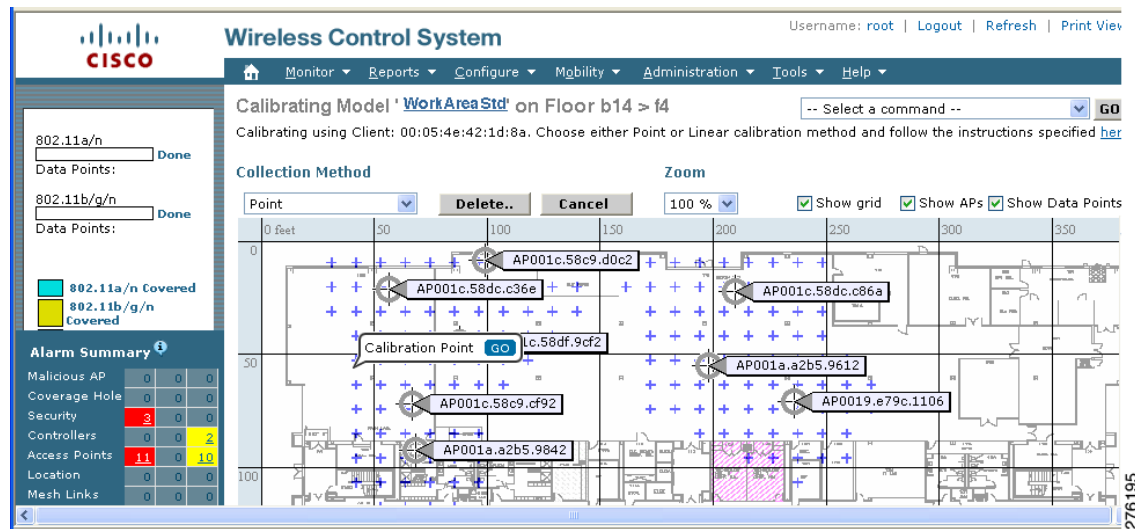 CISCO
Wireless Control System
Username: root | Logout | Refresh | Print View
Monitor Reports Configure Mobility Administration Tools Help
Calibrating Model ' WorkAreaStd' on Floor b14 > f4
-- Select a command -- GO
Calibrating using Client: 00:05:4e:42:1d:8a. Choose either Point or Linear calibration method and follow the instructions specified her
802.11a/n
Done
Data Points:
802.11b/g/n
Done
Data Points:
802.11a/n Covered
802.11b/g/n
Covered
Collection Method
Zoom
Point Delete.. Cancel 100 % Show grid Show APs Show Data Points
0 feet 50 100 150 200 250 300 350
0
50
100
AP001c.58c9.d0c2
AP001c.58dc.c36e
AP001c.58dc.c86a
Calibration Point GO
1c.58df.9cf2
AP001a.a2b5.9612
AP001c.58c9.cf92
AP0019.e79c.1106
AP001a.a2b5.9842
Alarm Summary
Malicious AP 0 0 0
Coverage Hole 0 0 0
Security 3 0 0
Controllers 0 0 2
Access Points 11 0 10
Location 0 0 0
Mesh Links 0 0 0
276195